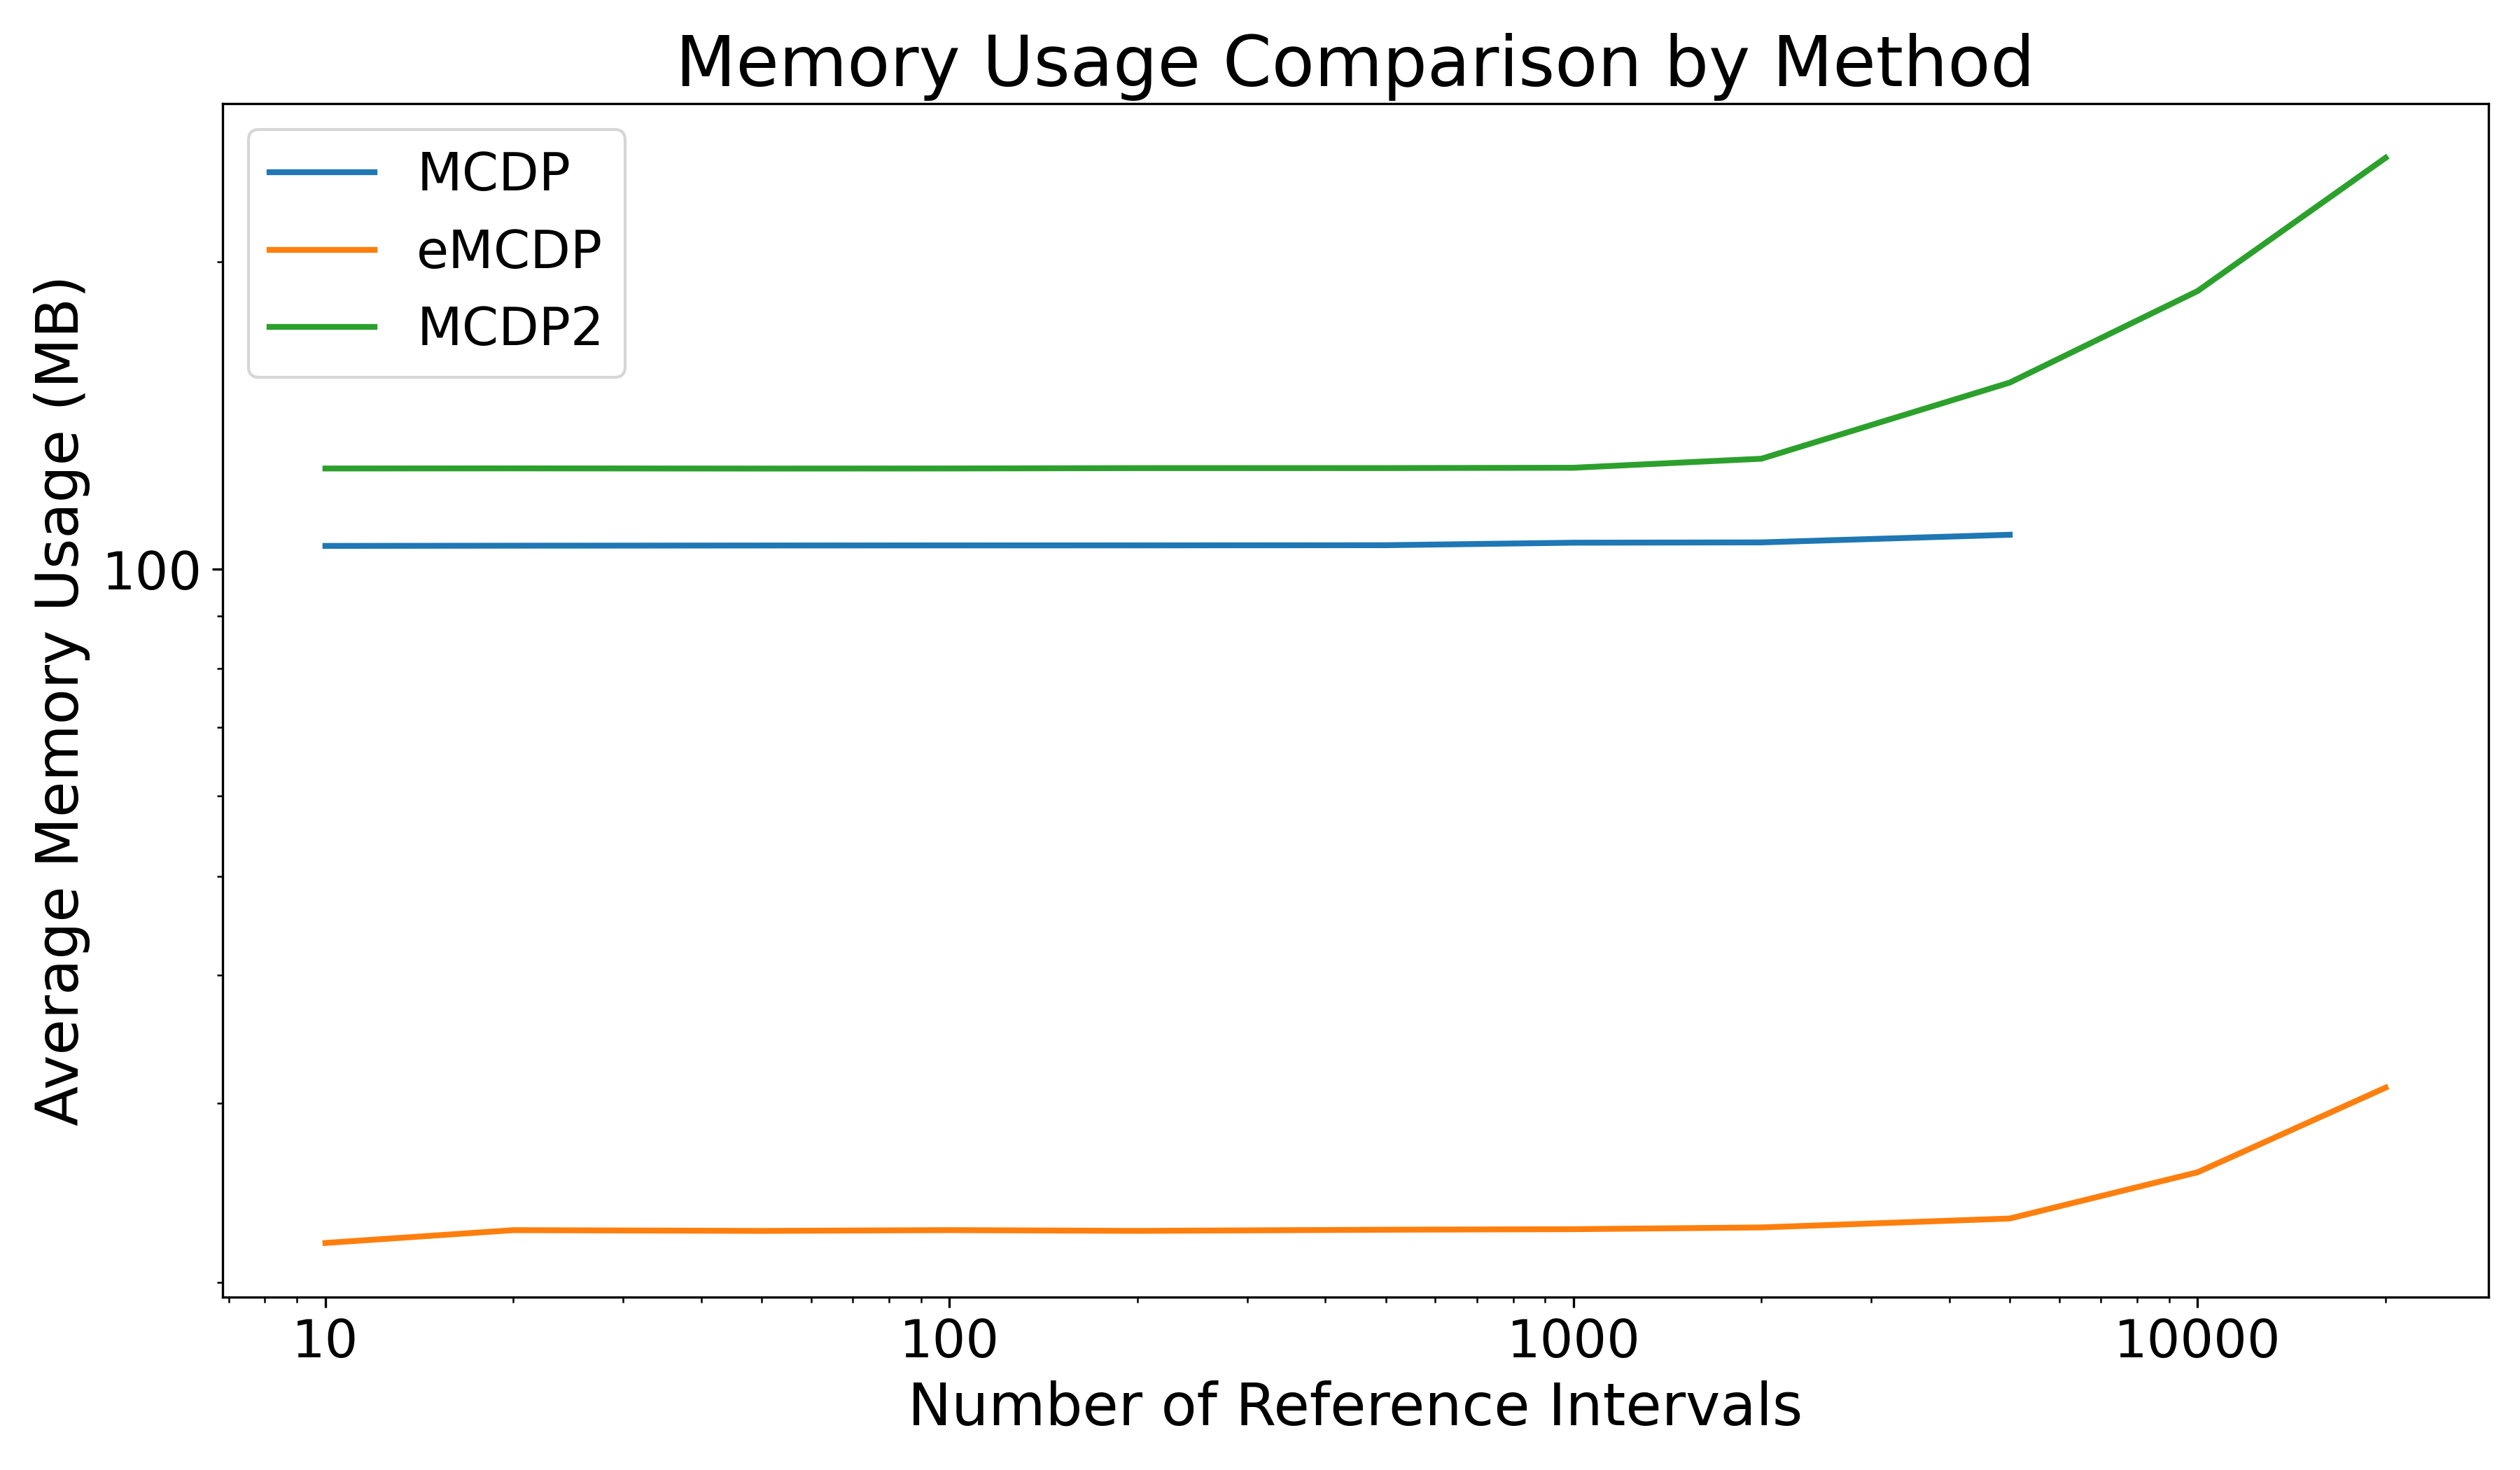 Memory Usage Comparison by Method
MCDP
eMCDP
MCDP2
Average Memory Usage (MB)
100
10
100
1000
10000
Number of Reference Intervals